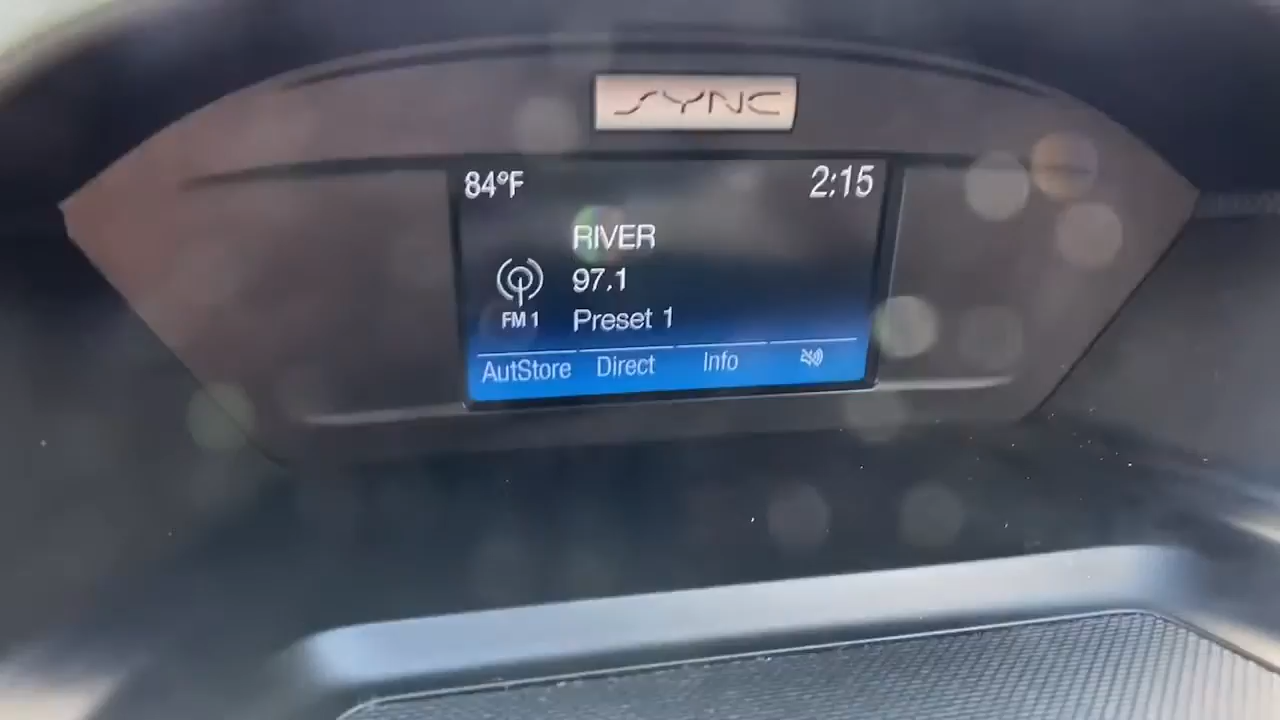 SYNC
84°F 2:15
RIVER
97.1
FM 1 Preset 1
AutStore Direct Info